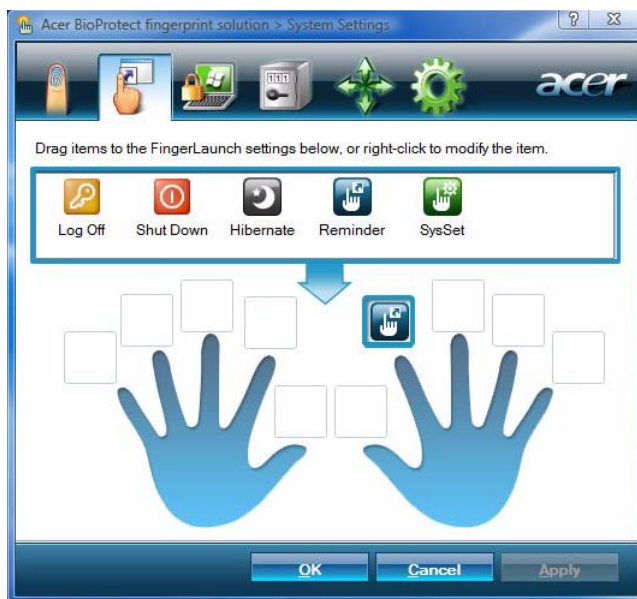 Acer BioProtect fingerprint solution > System Settings
acer
Drag items to the FingerLaunch settings below, or right-click to modify the item.
Log Off Shut Down Hibernate Reminder SysSet
OK Cancel Apply